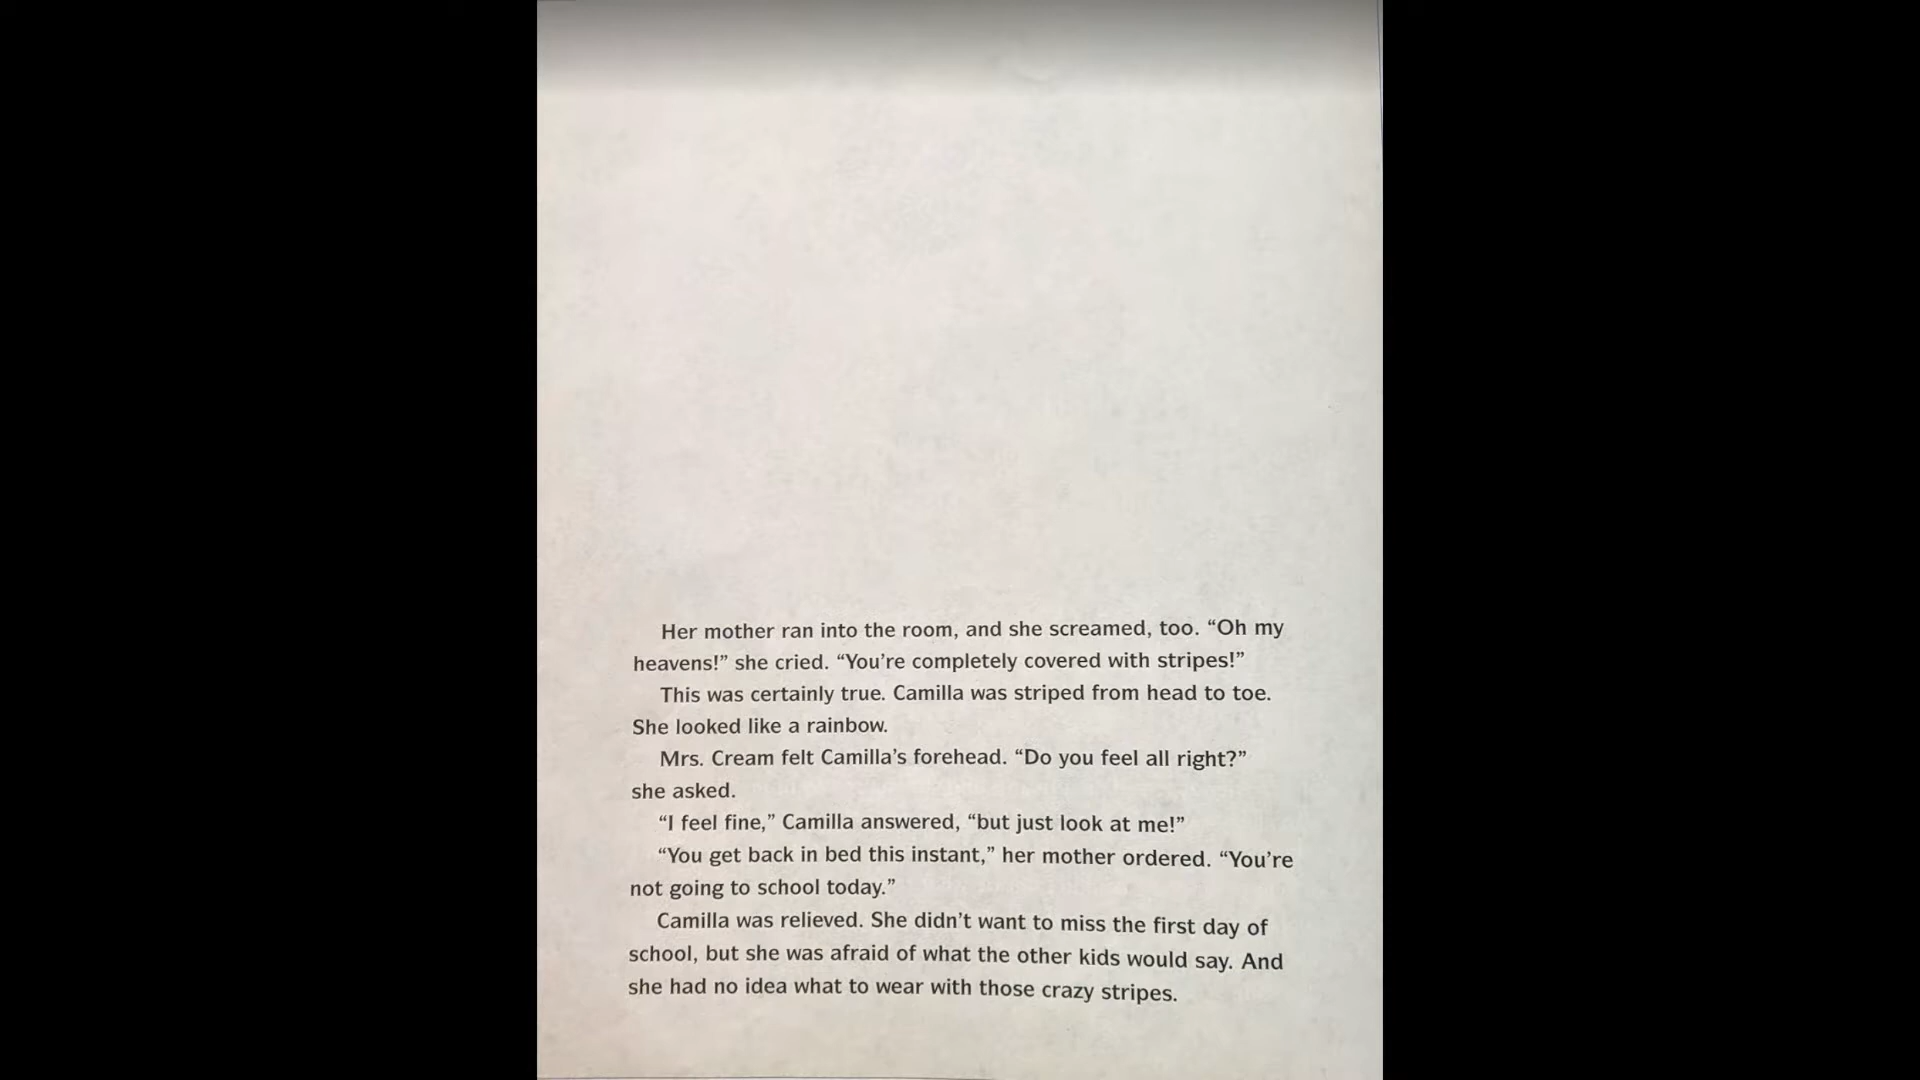 Her mother ran into the room, and she screamed, too. “Oh my
heavens!” she cried. “You’re completely covered with stripes!”
This was certainly true. Camilla was striped from head to toe.
She looked like a rainbow.
Mrs. Cream felt Camilla’s forehead. “Do you feel all right?”
she asked.
“I feel fine,” Camilla answered, “but just look at me!”
“You get back in bed this instant,” her mother ordered. “You’re
not going to school today.”
Camilla was relieved. She didn’t want to miss the first day of
school, but she was afraid of what the other kids would say. And
she had no idea what to wear with those crazy stripes.